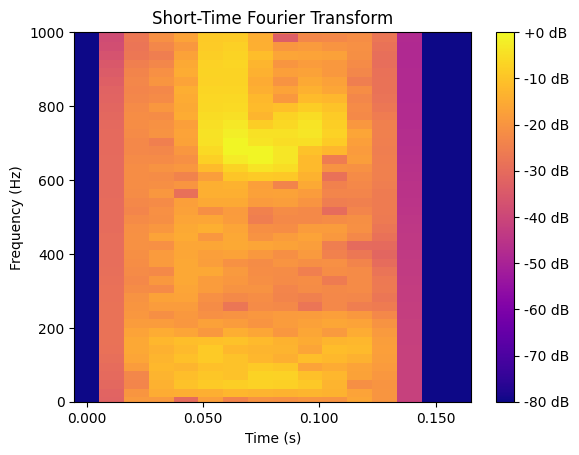 Short-Time Fourier Transform
Frequency (Hz)
1000
800
600
400
200
0
0.000
0.050
0.100
0.150
Time (s)
+0 dB
-10 dB
-20 dB
-30 dB
-40 dB
-50 dB
-60 dB
-70 dB
-80 dB